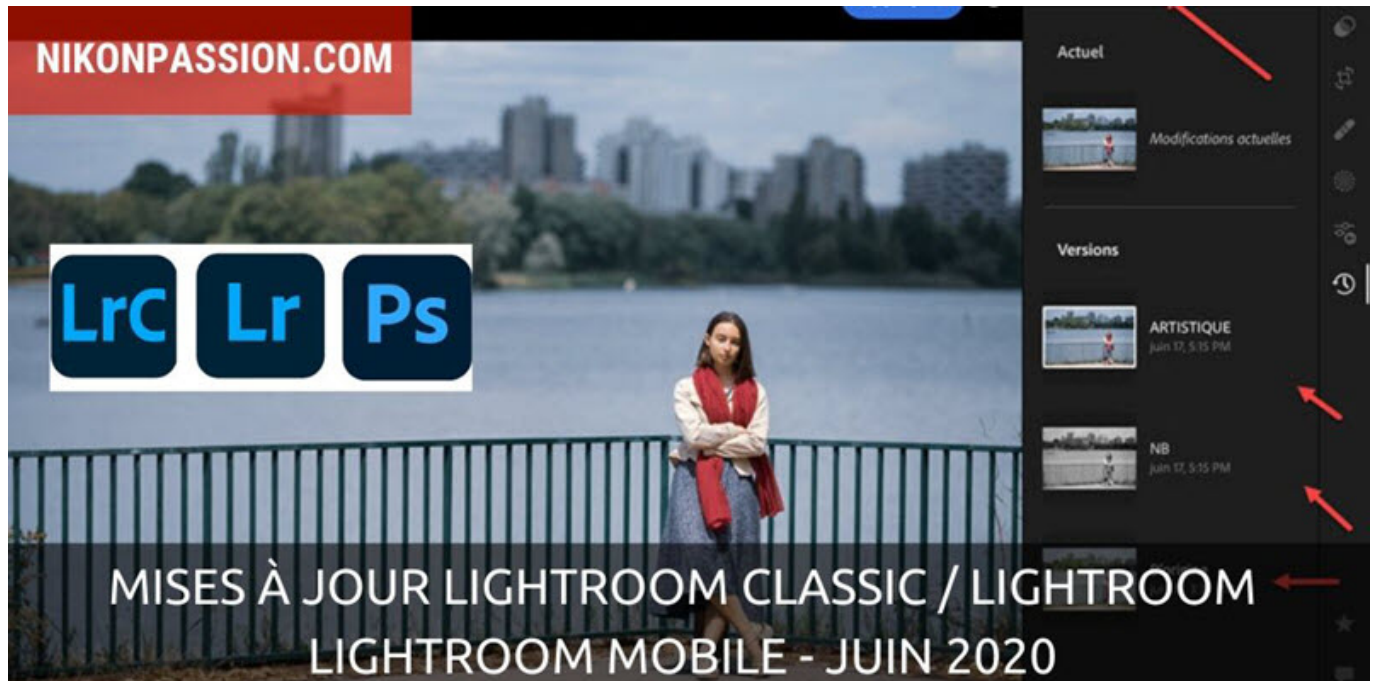 NIKONPASSION.COM
Actuel
Modifications actuelles
Versions
LrC Lr Ps
ARTISTIQUE
juin 17, 5:15 PM
NB
juin 17, 5:15 PM
MISES À JOUR LIGHTROOM CLASSIC / LIGHTROOM
LIGHTROOM MOBILE - JUIN 2020